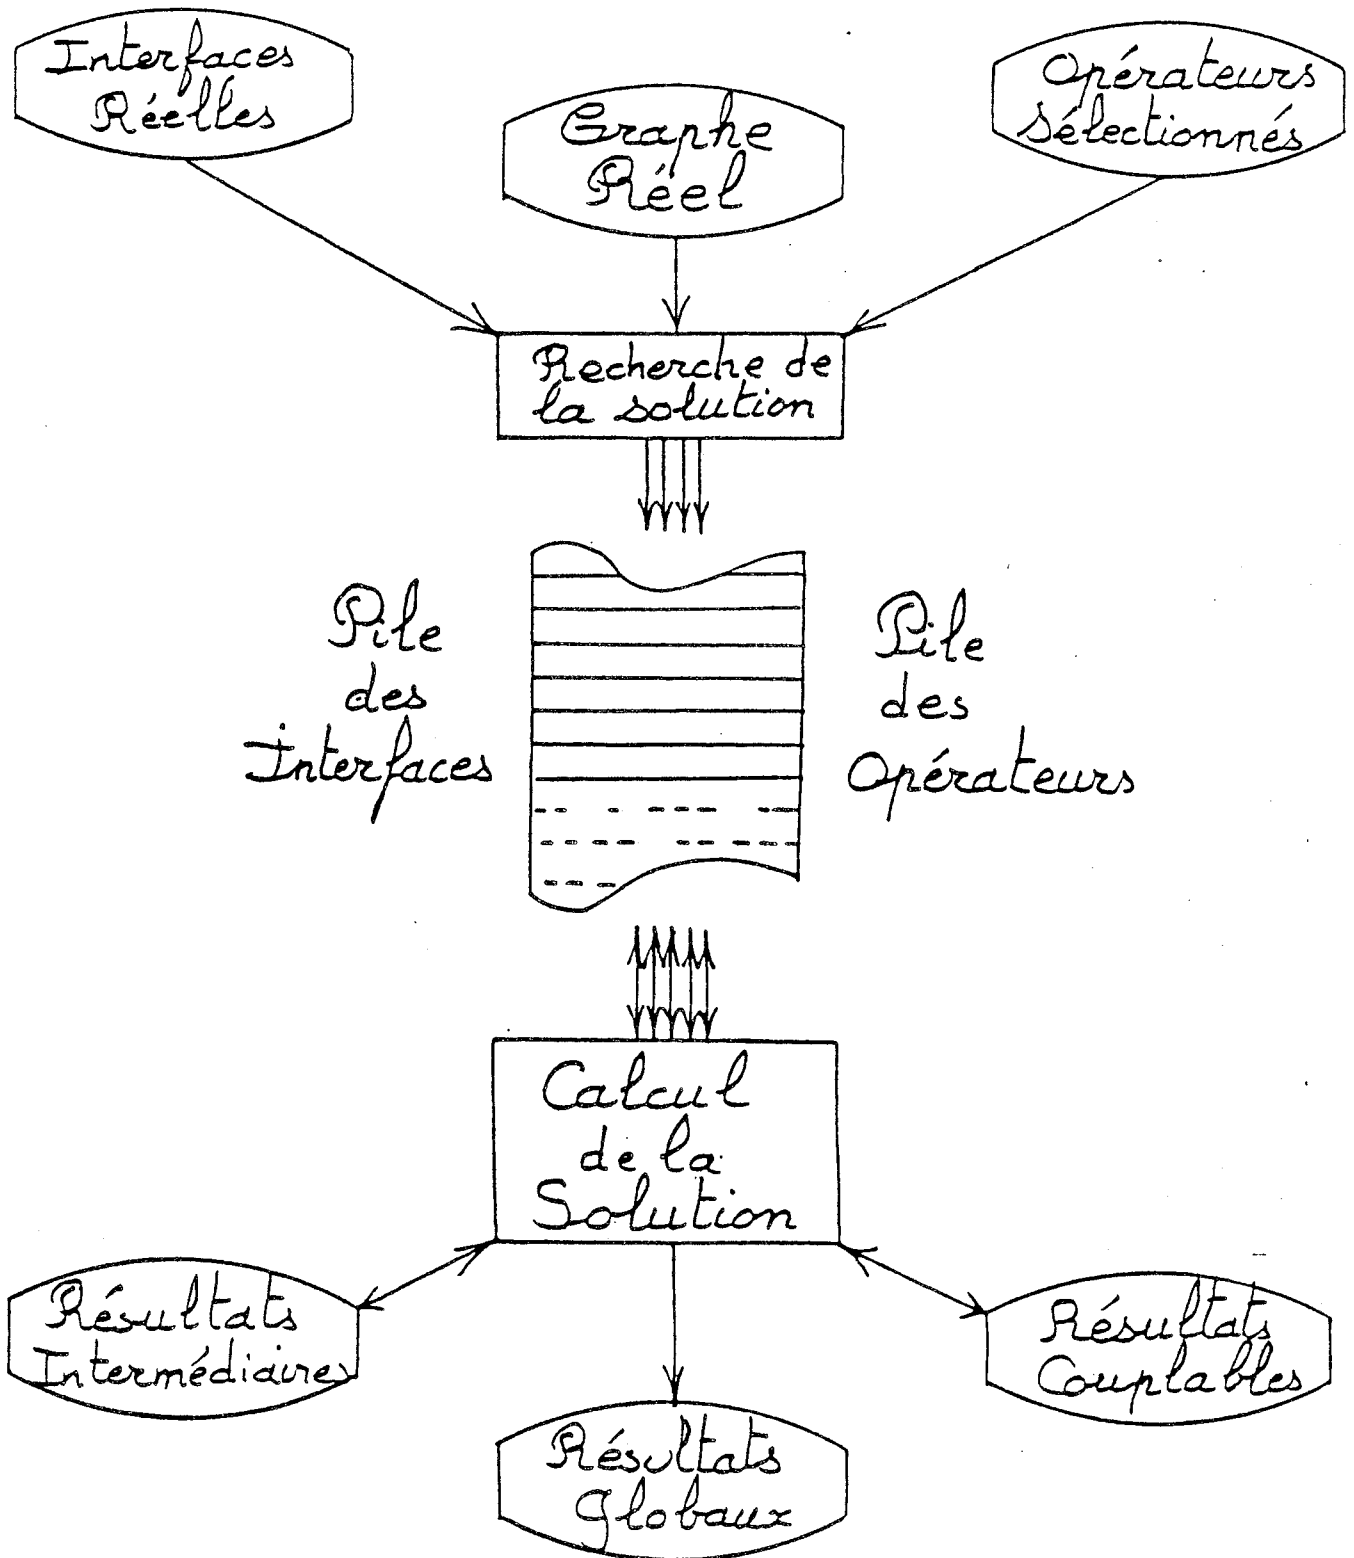 Interfaces
Réelles
Graphe
Réel
Opérateurs
Sélectionnés
Recherche de
la solution
Pile
des
Interfaces
Pile
des
Opérateurs
Calcul
de la
Solution
Résultats
Intermédiaires
Résultats
Globaux
Résultats
Couplables